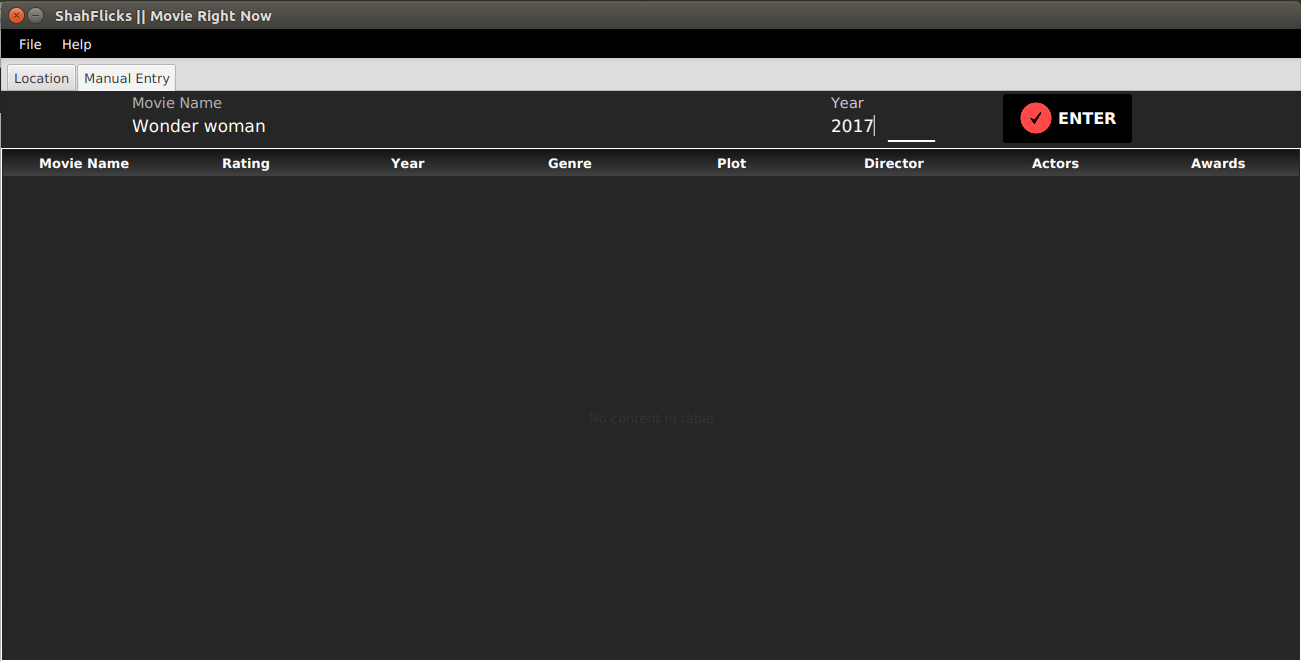 ShahFlicks || Movie Right Now
File Help
Location Manual Entry
Movie Name Year
Wonder woman 2017 ENTER
Movie Name Rating Year Genre Plot Director Actors Awards
No content in table